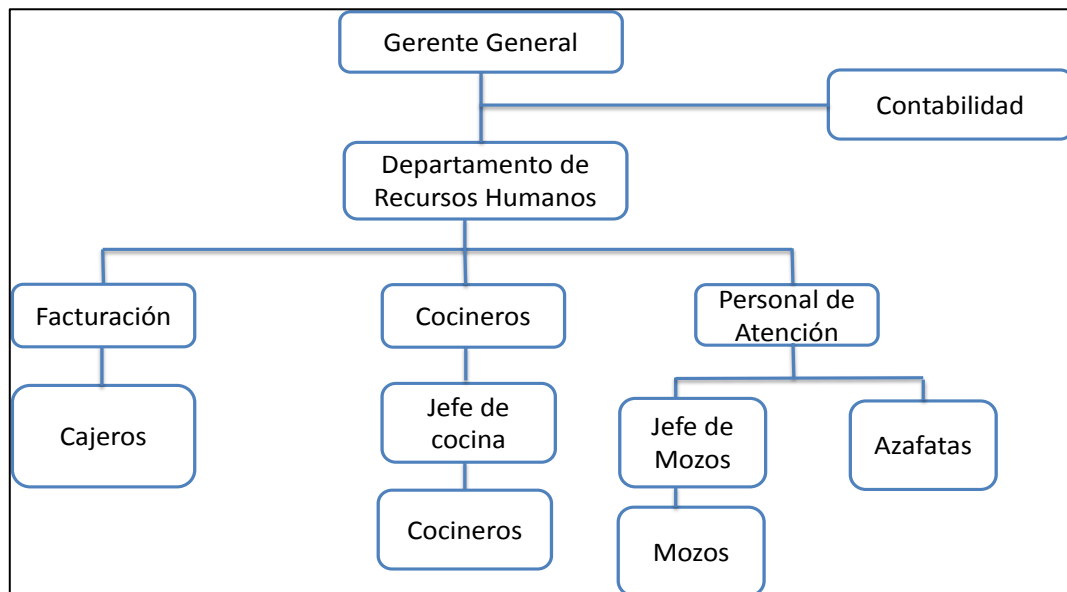 Gerente General
Contabilidad
Departamento de
Recursos Humanos
Facturación
Cocineros
Personal de
Atención
Cajeros
Jefe de
cocina
Jefe de
Mozos
Azafatas
Cocineros
Mozos